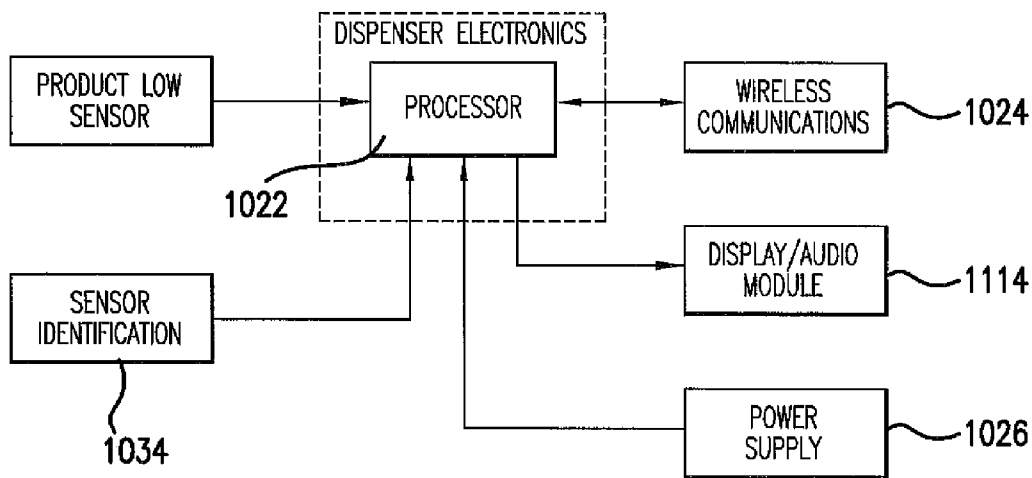 DISPENSER ELECTRONICS
PRODUCT LOW
SENSOR
PROCESSOR
WIRELESS
COMMUNICATIONS
1024
1022
DISPLAY/AUDIO
MODULE
1114
SENSOR
IDENTIFICATION
1034
POWER
SUPPLY
1026